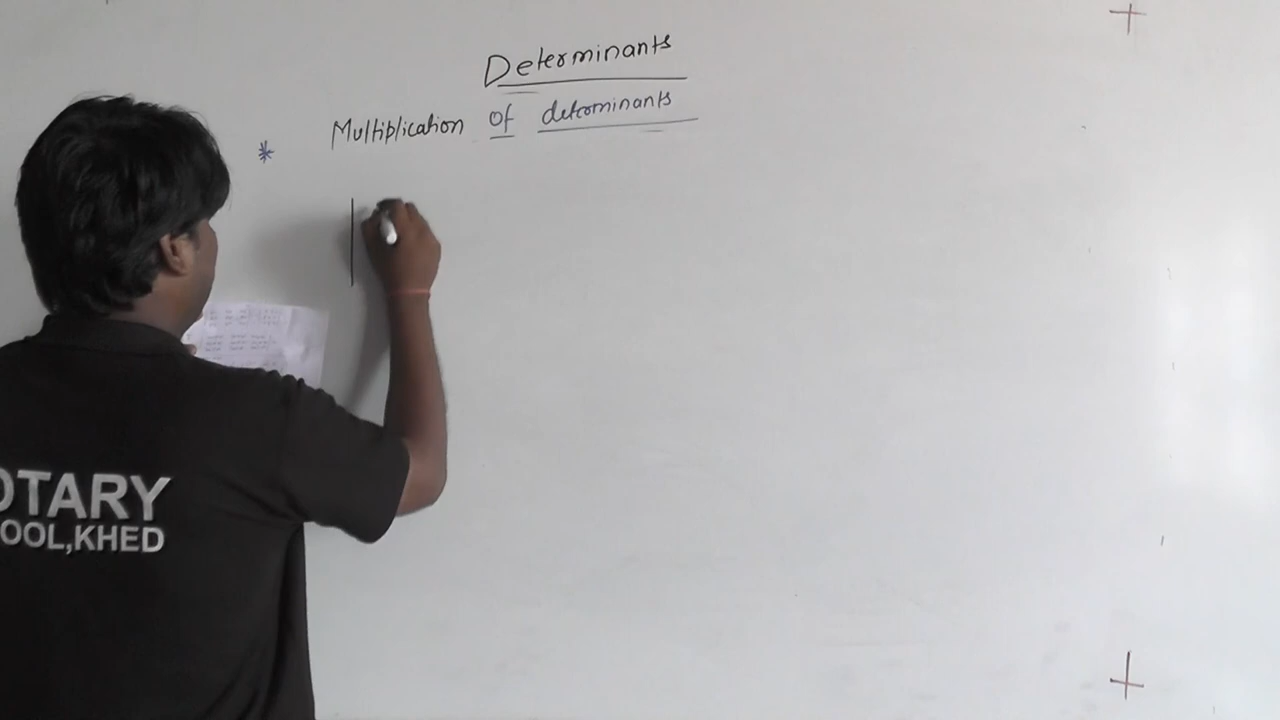 Determinants
* Multiplication of determinants
OTARY
OOL,KHED